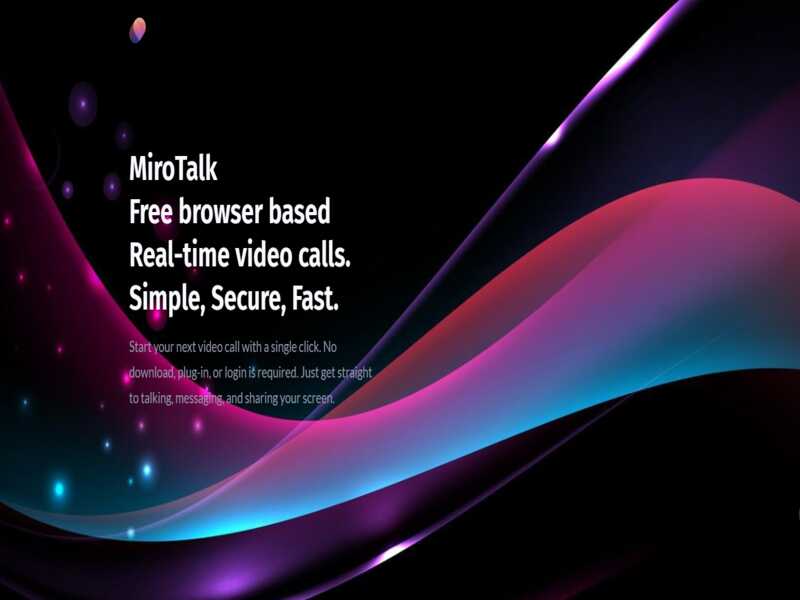 MiroTalk
Free browser based
Real-time video calls.
Simple, Secure, Fast.
Start your next video call with a single click. No
download, plug-in, or login is required. Just get straight
to talking, messaging, and sharing your screen.